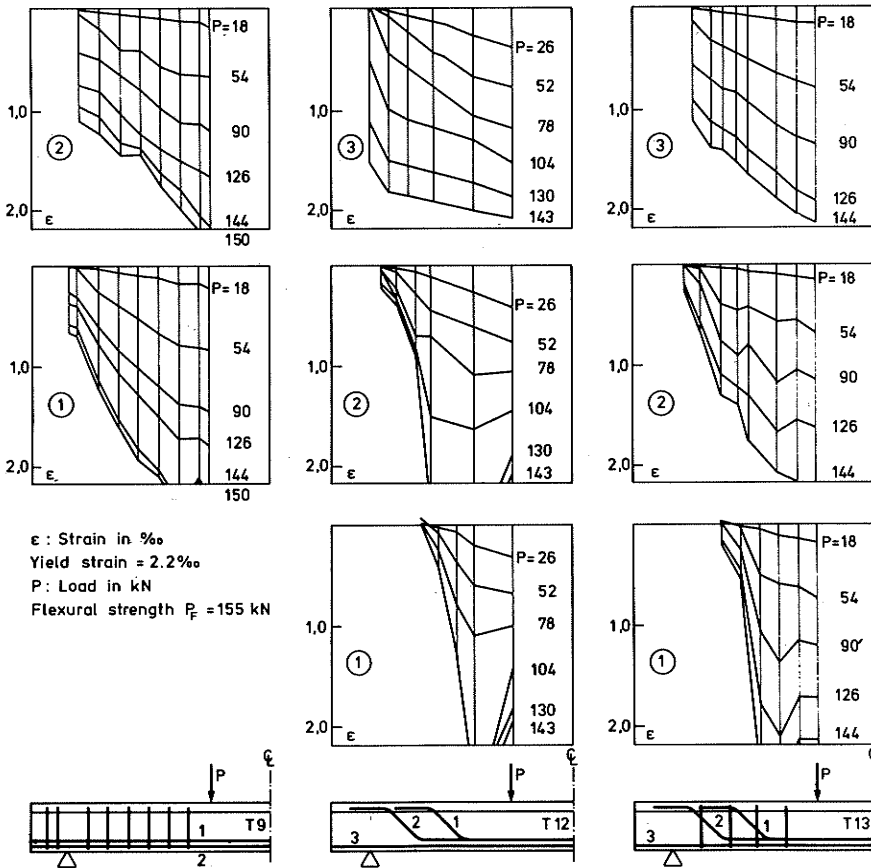 P=18
54
90
126
144
150
1,0
2,0
ε
2
P=26
52
78
104
130
143
1,0
2,0
ε
3
P=18
54
90
126
144
1,0
2,0
ε
3
P=18
54
90
126
144
150
1,0
2,0
ε
1
P=26
52
78
104
130
143
1,0
2,0
ε
2
P=18
54
90
126
144
1,0
2,0
ε
2
ε : Strain in ‰
Yield strain = 2.2‰
P : Load in kN
Flexural strength P_F = 155 kN
P=26
52
78
104
130
143
1,0
2,0
ε
1
P=18
54
90
126
144
1,0
2,0
ε
1
P
℄
1
T9
2
P
℄
2
1
3
T12
P
2
1
3
T13